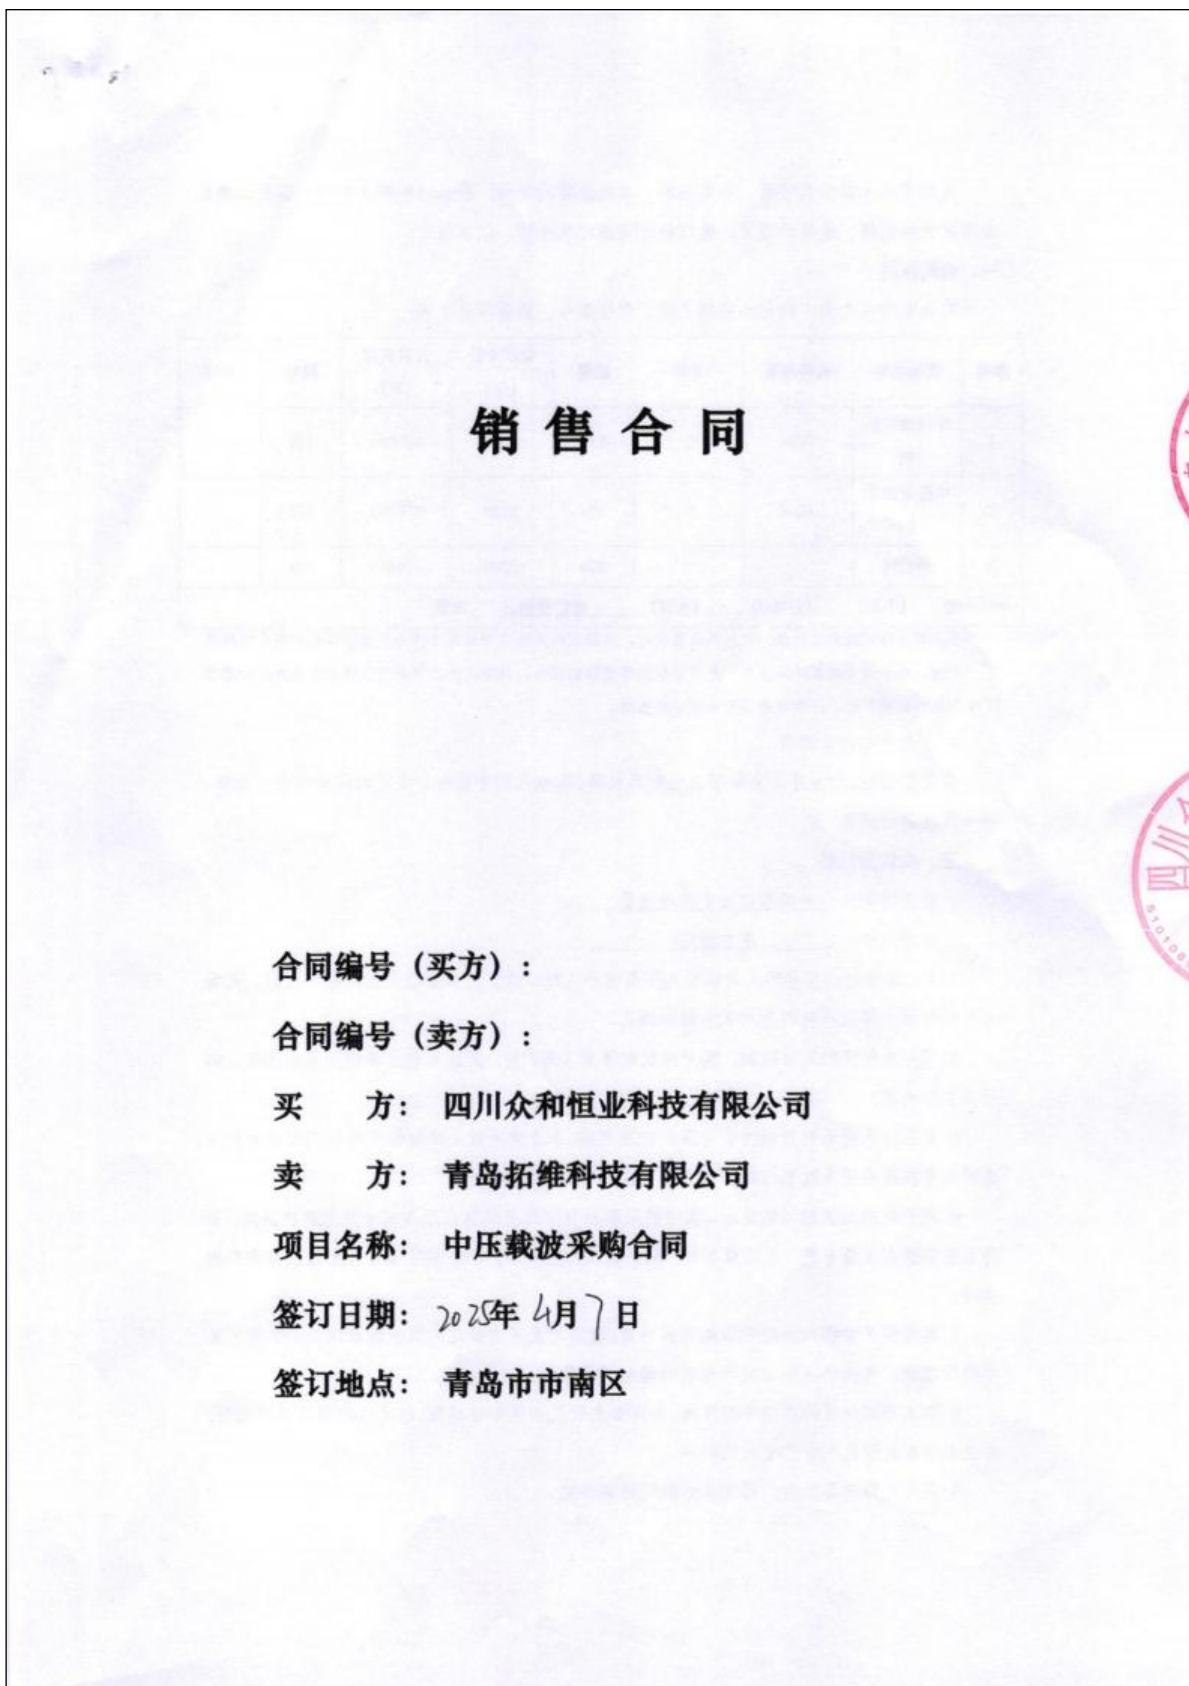 销售合同
合同编号（买方）：
合同编号（卖方）：
买 方： 四川众和恒业科技有限公司
卖 方： 青岛拓维科技有限公司
项目名称： 中压载波采购合同
签订日期： 2025年4月7日
签订地点： 青岛市市南区
四川